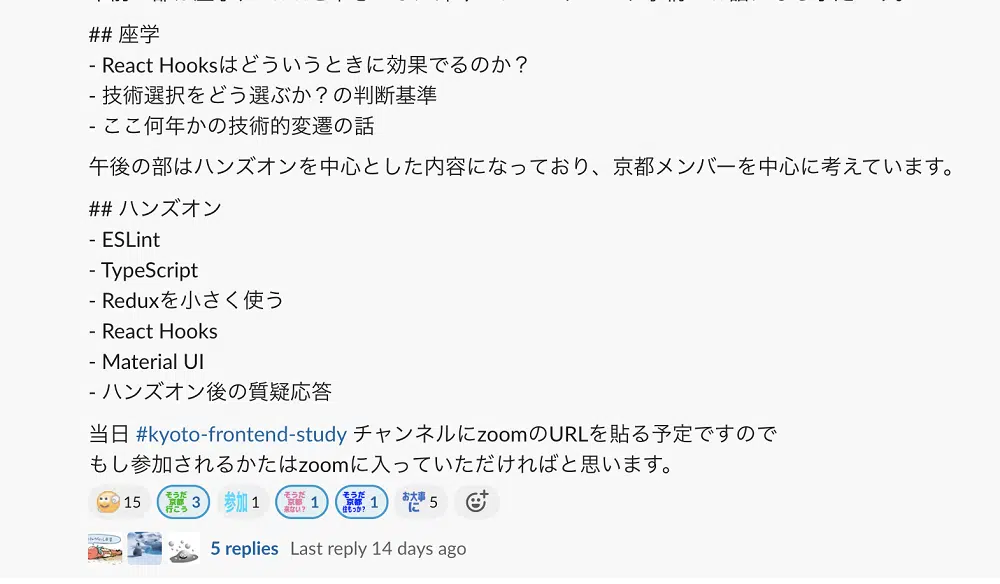 ## 座学
- React Hooksはどういうときに効果でるのか？
- 技術選択をどう選ぶか？の判断基準
- ここ何年かの技術的変遷の話
午後の部はハンズオンを中心とした内容になっており、京都メンバーを中心に考えています。
## ハンズオン
- ESLint
- TypeScript
- Reduxを小さく使う
- React Hooks
- Material UI
- ハンズオン後の質疑応答
当日 #kyoto-frontend-study チャンネルにzoomのURLを貼る予定ですので
もし参加されるかたはzoomに入っていただければと思います。
15 そうだ京都行こう 3 参加 1 そうだ京都来ない？ 1 そうだ京都住もっか？ 1 お大事に 5
5 replies Last reply 14 days ago